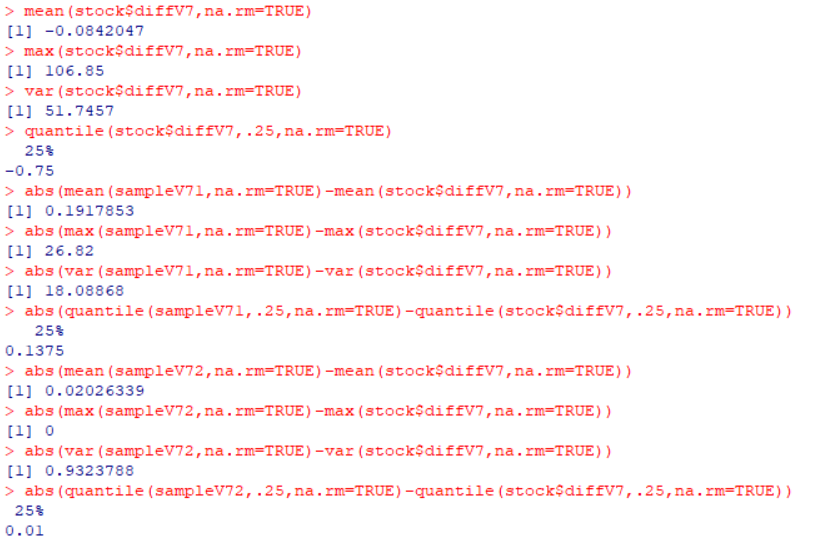 > mean(stock$diffV7,na.rm=TRUE)
[1] -0.0842047
> max(stock$diffV7,na.rm=TRUE)
[1] 106.85
> var(stock$diffV7,na.rm=TRUE)
[1] 51.7457
> quantile(stock$diffV7,.25,na.rm=TRUE)
25%
-0.75
> abs(mean(sampleV71,na.rm=TRUE)-mean(stock$diffV7,na.rm=TRUE))
[1] 0.1917853
> abs(max(sampleV71,na.rm=TRUE)-max(stock$diffV7,na.rm=TRUE))
[1] 26.82
> abs(var(sampleV71,na.rm=TRUE)-var(stock$diffV7,na.rm=TRUE))
[1] 18.08868
> abs(quantile(sampleV71,.25,na.rm=TRUE)-quantile(stock$diffV7,.25,na.rm=TRUE))
25%
0.1375
> abs(mean(sampleV72,na.rm=TRUE)-mean(stock$diffV7,na.rm=TRUE))
[1] 0.02026339
> abs(max(sampleV72,na.rm=TRUE)-max(stock$diffV7,na.rm=TRUE))
[1] 0
> abs(var(sampleV72,na.rm=TRUE)-var(stock$diffV7,na.rm=TRUE))
[1] 0.9323788
> abs(quantile(sampleV72,.25,na.rm=TRUE)-quantile(stock$diffV7,.25,na.rm=TRUE))
25%
0.01